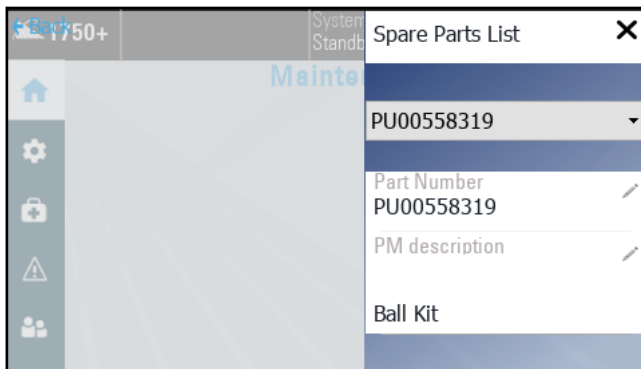 Back
1750+
System
Standb
Mainte
Spare Parts List
PU00558319
Part Number
PU00558319
PM description
Ball Kit